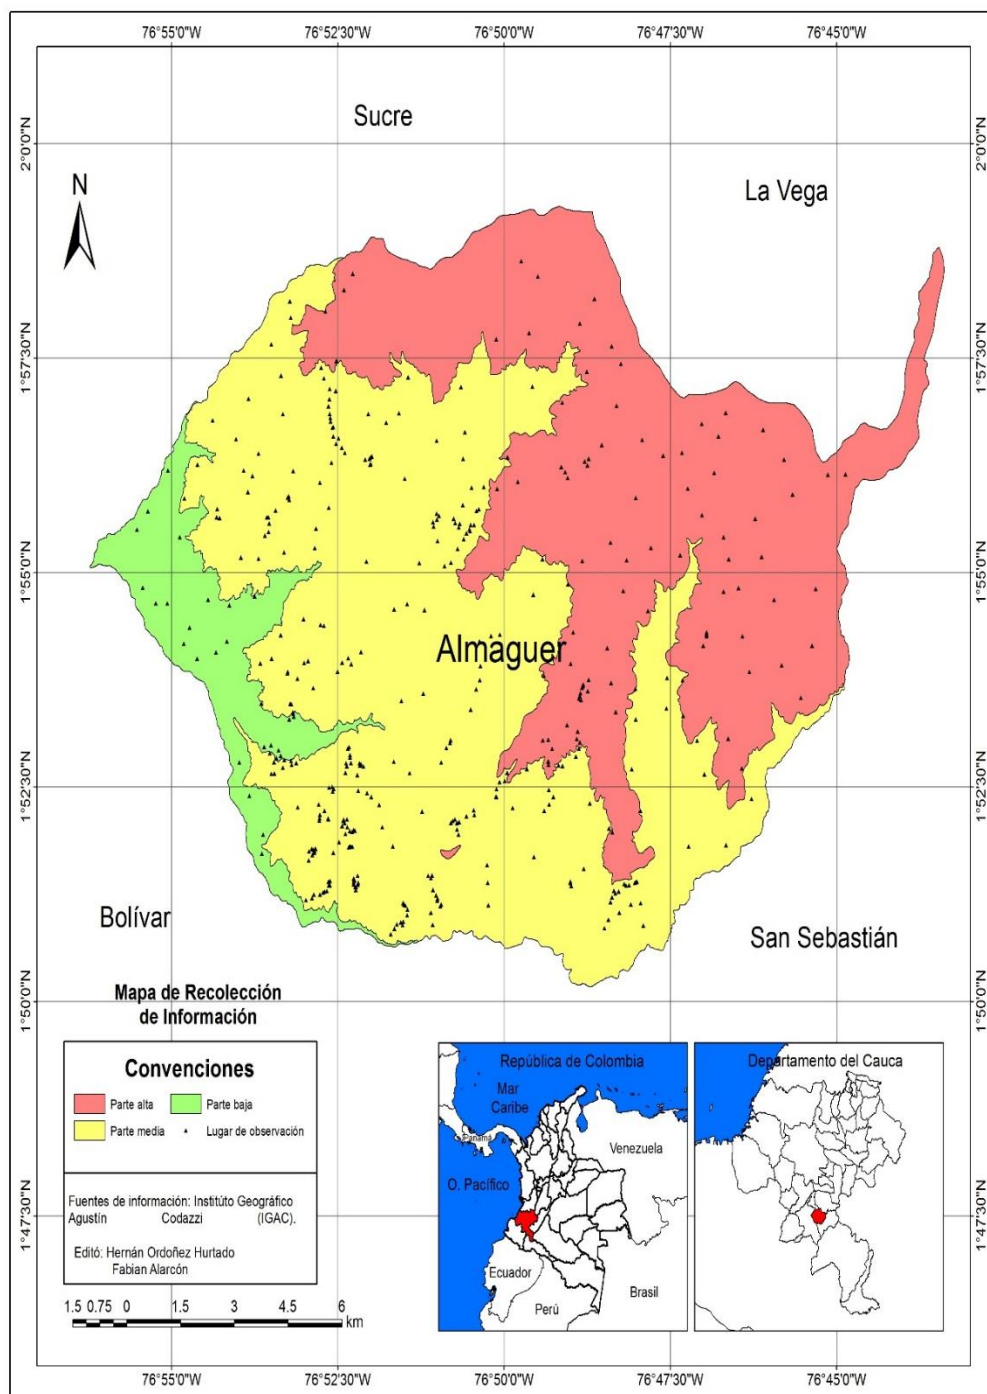 76°55'0"W 76°52'30"W 76°50'0"W 76°47'30"W 76°45'0"W
Sucre
2°0'0"N 2°0'0"N
La Vega
N
1°57'30"N 1°57'30"N
1°55'0"N 1°55'0"N
Almaguer
1°52'30"N 1°52'30"N
Bolívar
San Sebastián
Mapa de Recolección
de Información
1°50'0"N 1°50'0"N
Convenciones
Parte alta Parte baja
Parte media Lugar de observación
Fuentes de información: Institúto Geográfico
Agustín Codazzi (IGAC).
Editó: Hernán Ordoñez Hurtado
Fabian Alarcón
1.5 0.75 0 1.5 3 4.5 6
km
República de Colombia
Mar
Caribe
Panamá
Venezuela
O. Pacífico
Ecuador
Perú
Brasil
Departamento del Cauca
1°47'30"N 1°47'30"N
76°55'0"W 76°52'30"W 76°50'0"W 76°47'30"W 76°45'0"W